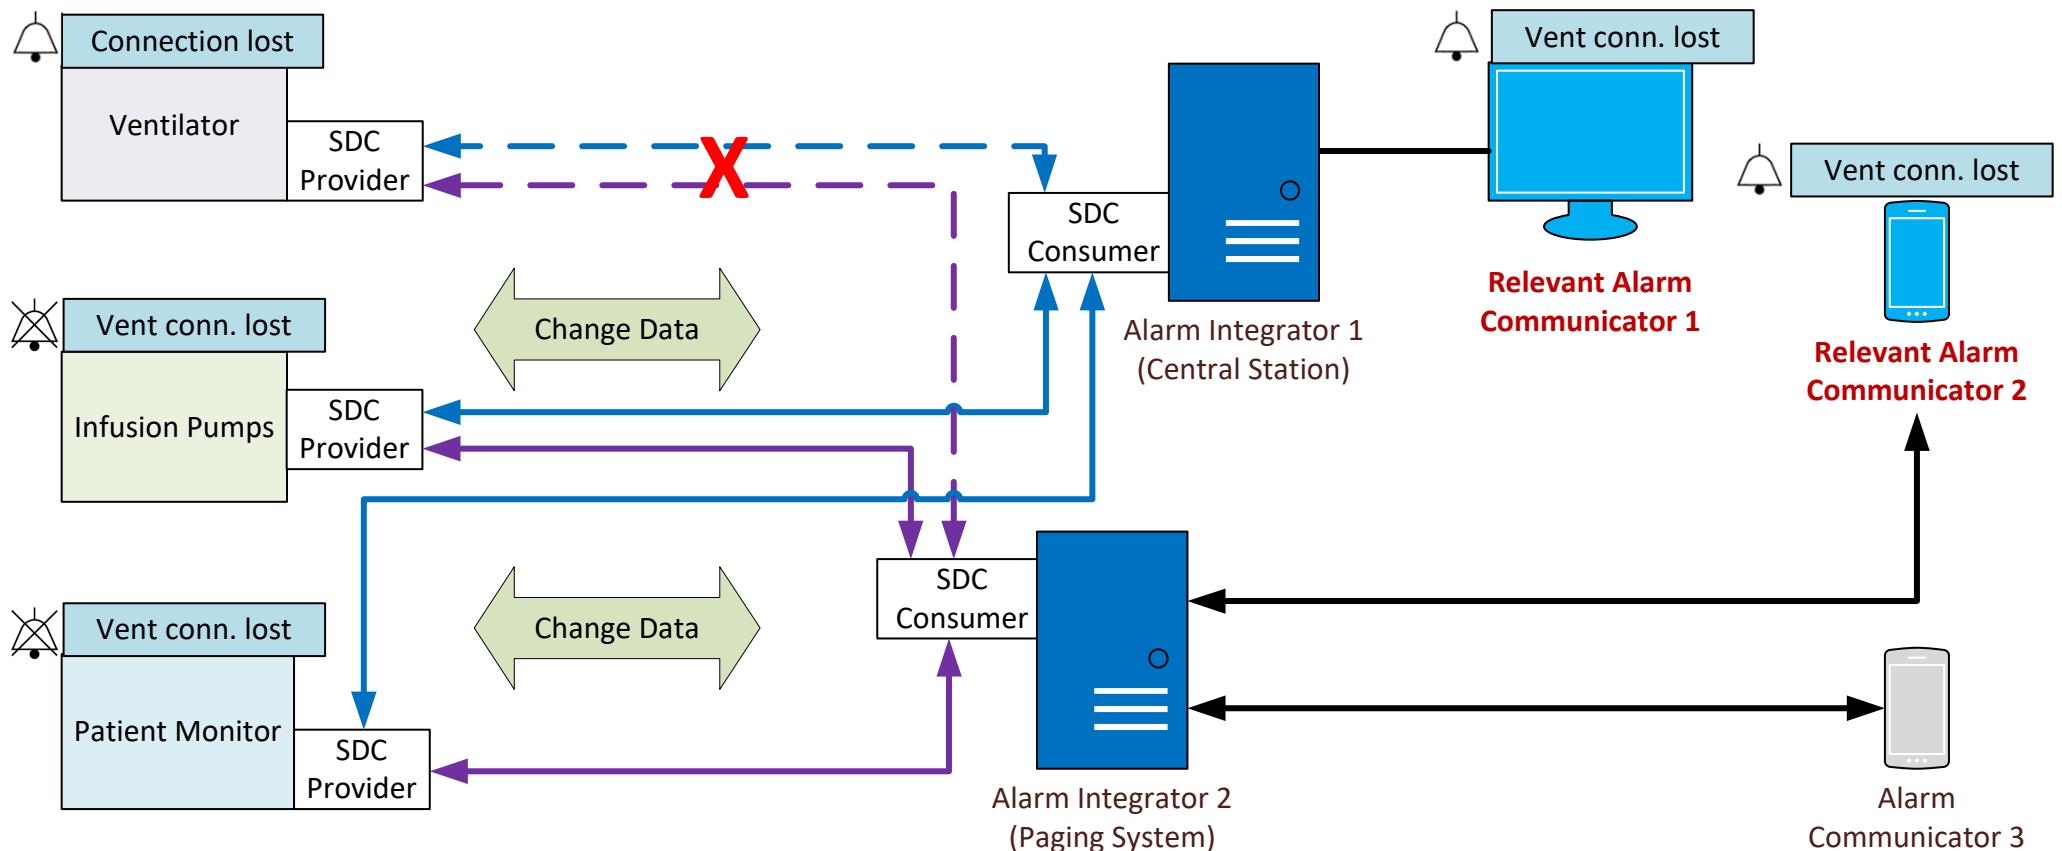 Connection lost
Ventilator
SDC
Provider
X
Vent conn. lost
Vent conn. lost
SDC
Consumer
Relevant Alarm
Communicator 1
Alarm Integrator 1
(Central Station)
Relevant Alarm
Communicator 2
Vent conn. lost
Infusion Pumps
SDC
Provider
Change Data
Vent conn. lost
Patient Monitor
SDC
Provider
Change Data
SDC
Consumer
Alarm Integrator 2
(Paging System)
Alarm
Communicator 3